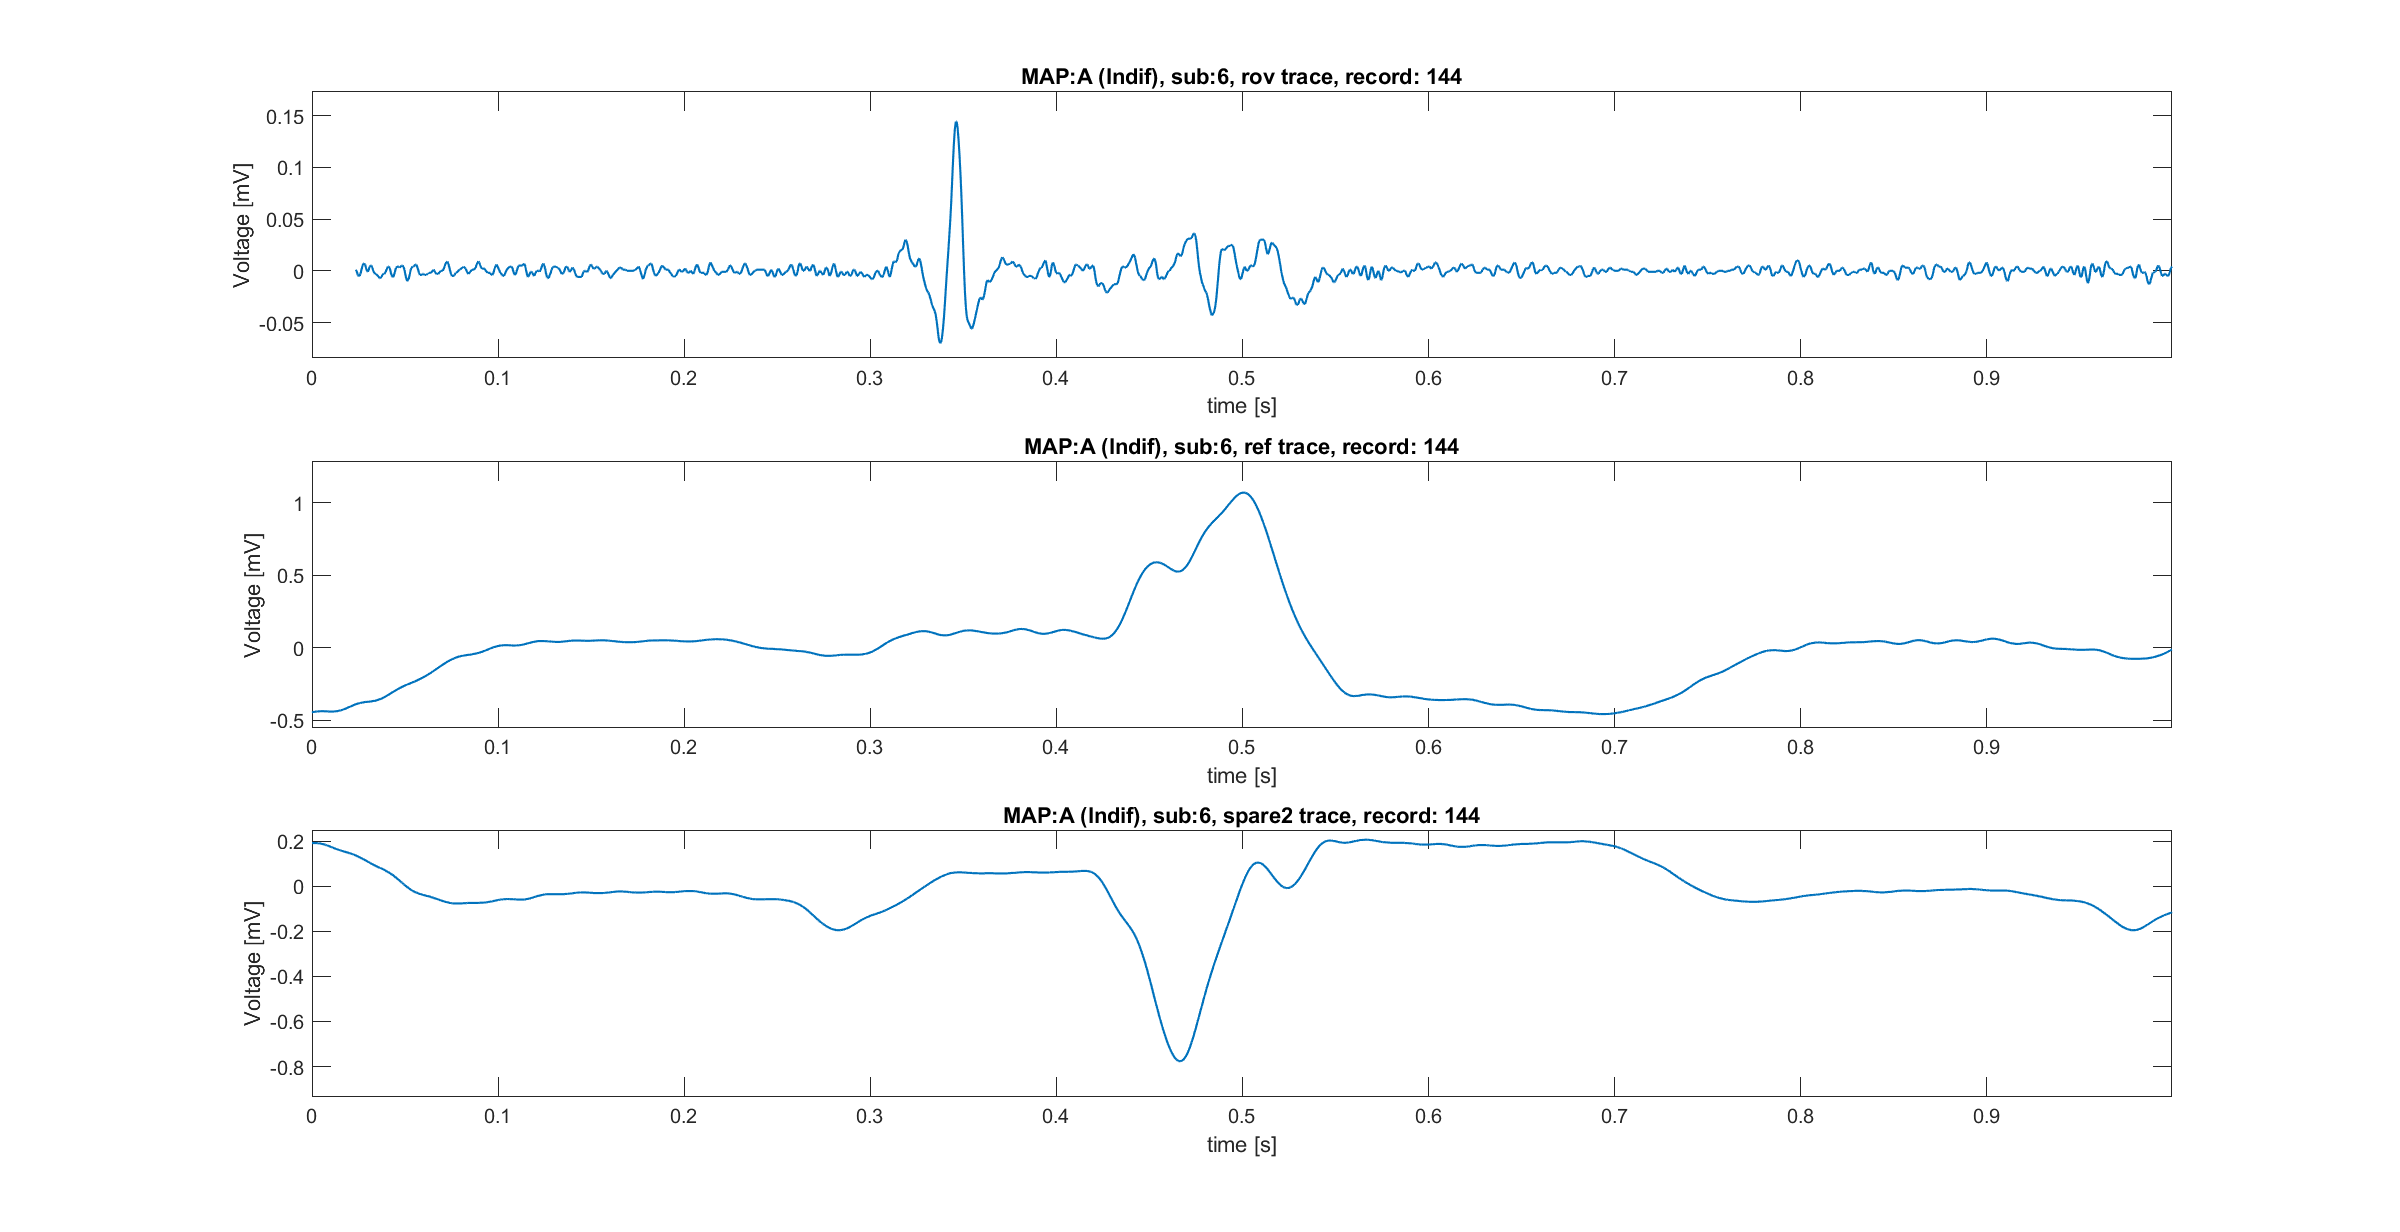 MAP:A (Indif), sub:6, rov trace, record: 144
0.15
0.1
0.05
0
-0.05
Voltage [mV]
0 0.1 0.2 0.3 0.4 0.5 0.6 0.7 0.8 0.9
time [s]
MAP:A (Indif), sub:6, ref trace, record: 144
1
0.5
0
-0.5
Voltage [mV]
0 0.1 0.2 0.3 0.4 0.5 0.6 0.7 0.8 0.9
time [s]
MAP:A (Indif), sub:6, spare2 trace, record: 144
0.2
0
-0.2
-0.4
-0.6
-0.8
Voltage [mV]
0 0.1 0.2 0.3 0.4 0.5 0.6 0.7 0.8 0.9
time [s]